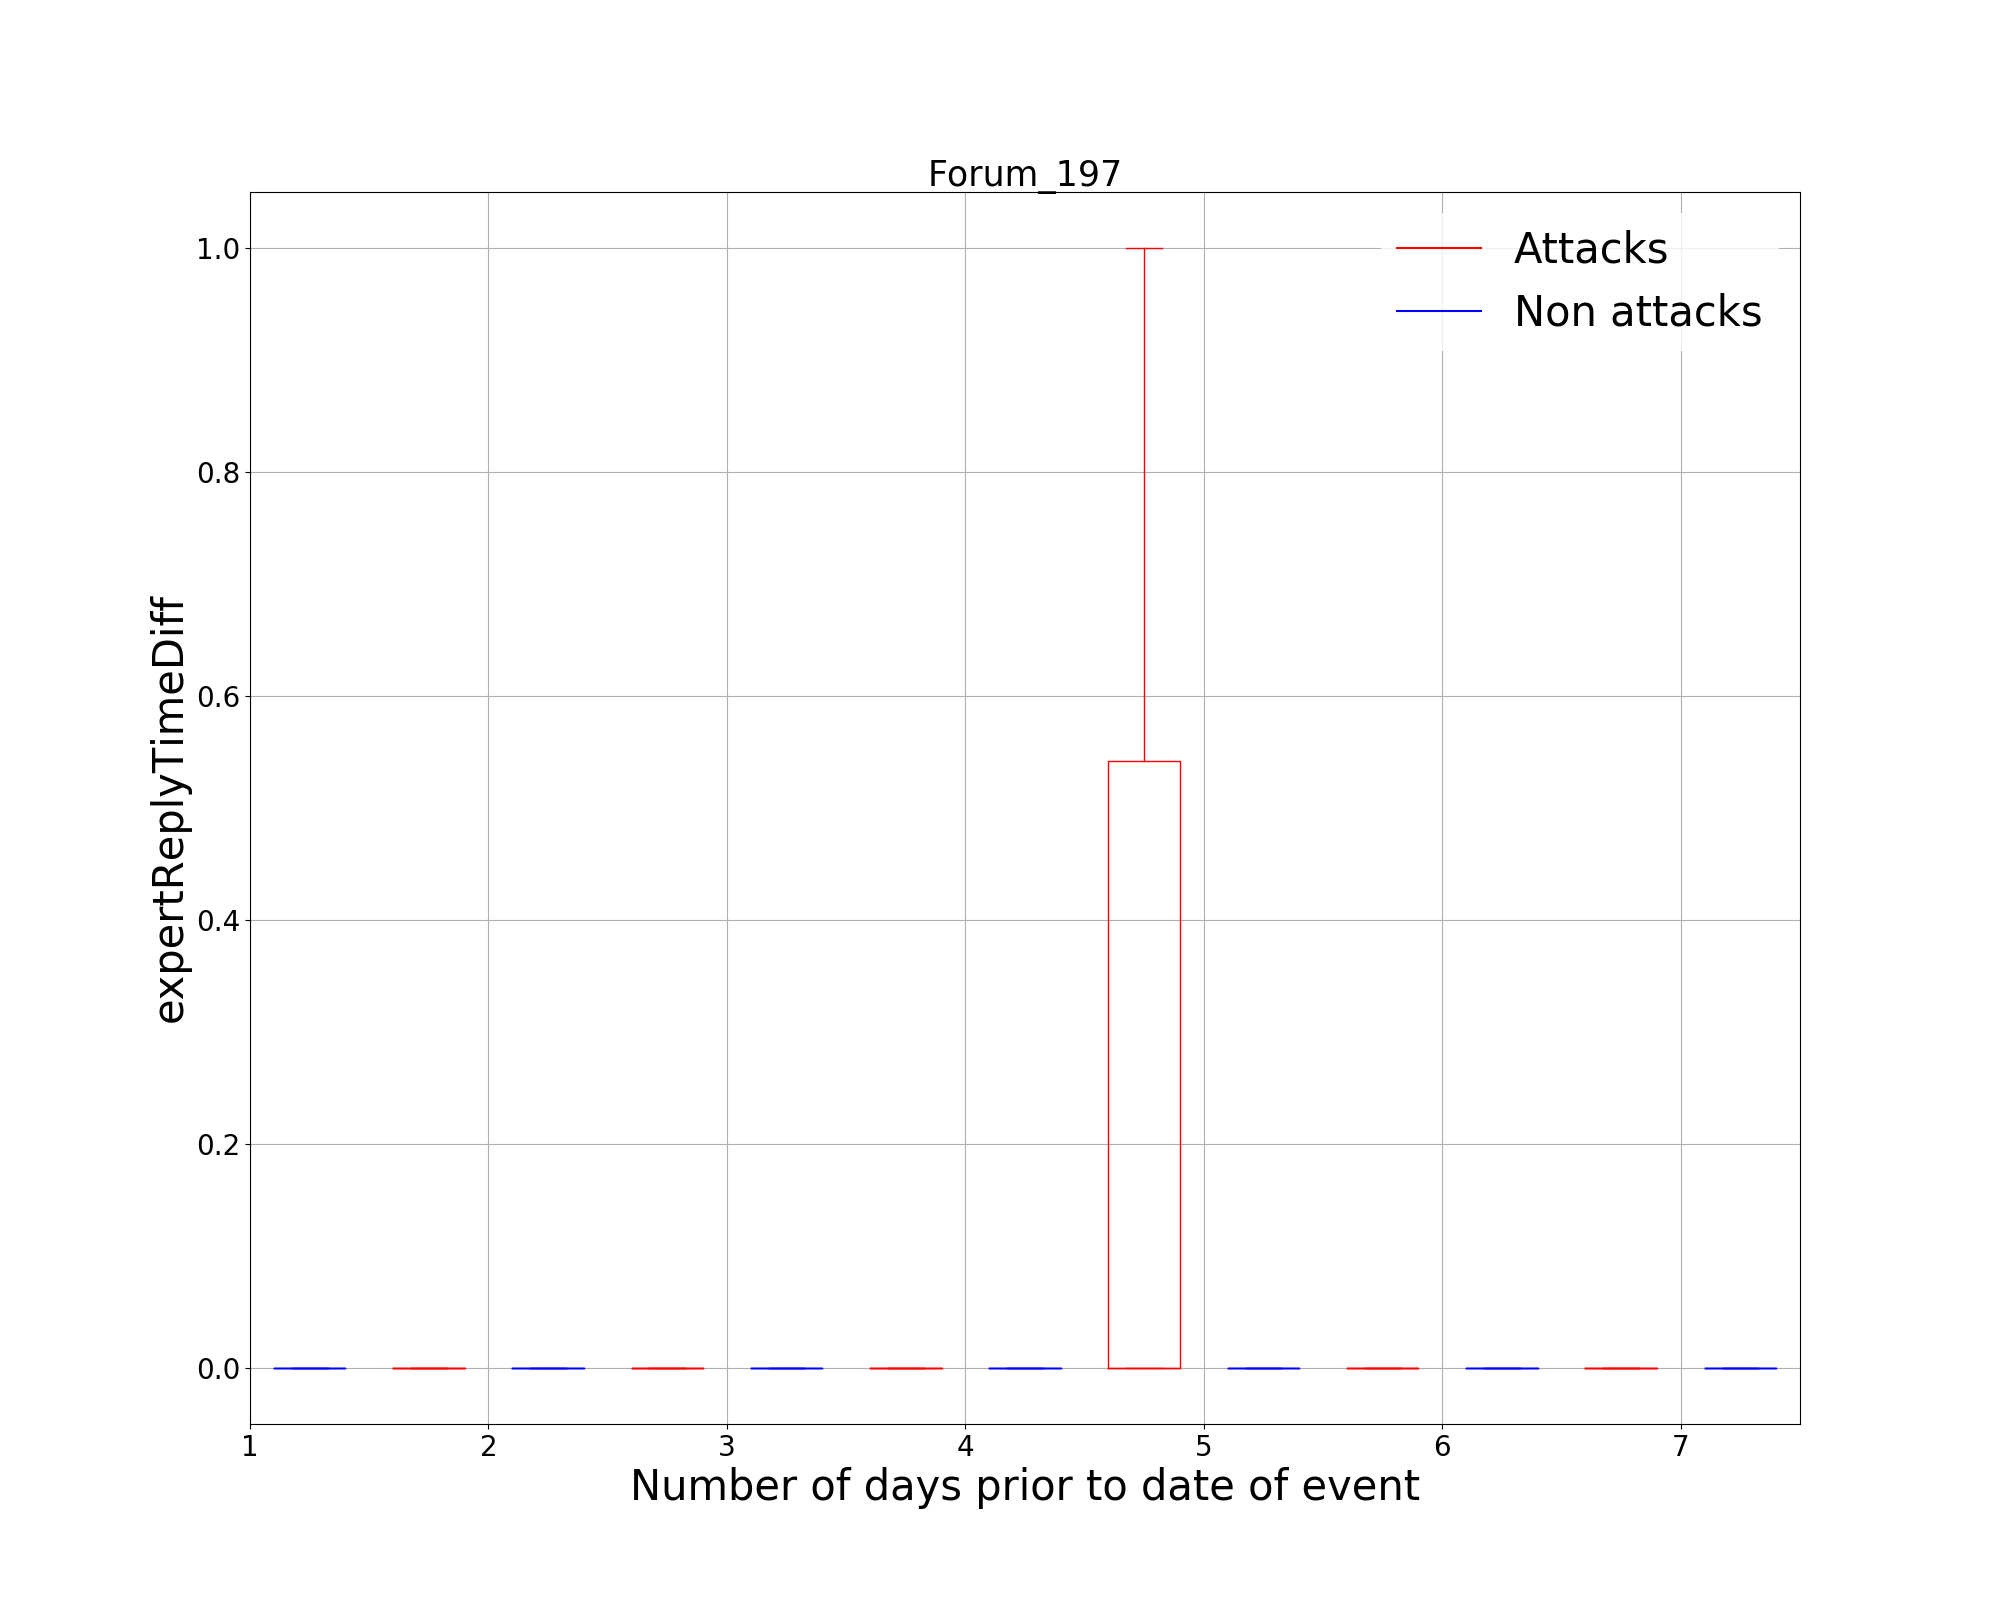 Forum_197
1.0
0.8
0.6
0.4
0.2
0.0
expertReplyTimeDiff
Attacks
Non attacks
1 2 3 4 5 6 7
Number of days prior to date of event